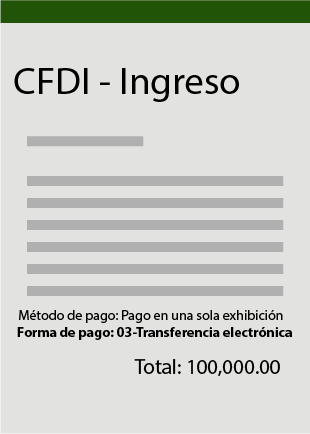 CFDI - Ingreso
Método de pago: Pago en una sola exhibición
Forma de pago: 03-Transferencia electrónica
Total: 100,000.00